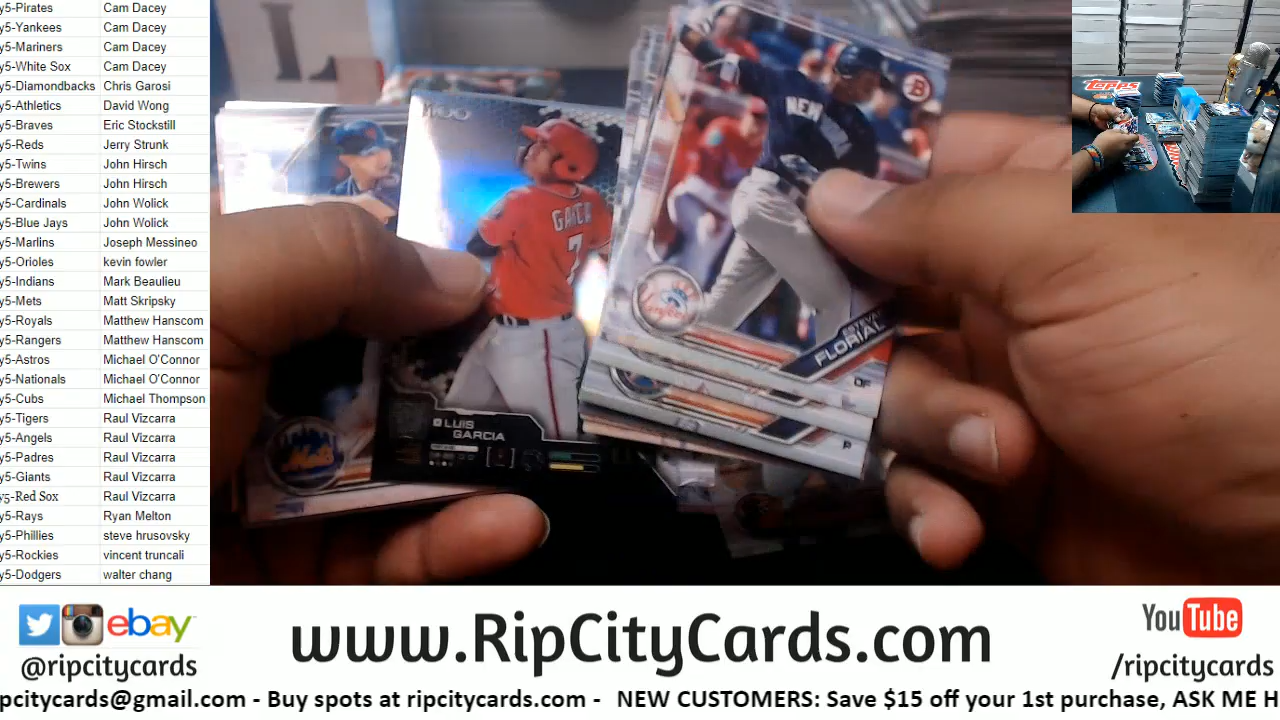 y5-Pirates Cam Dacey
y5-Yankees Cam Dacey
y5-Mariners Cam Dacey
y5-White Sox Cam Dacey
y5-Diamondbacks Chris Garosi
y5-Athletics David Wong
y5-Braves Eric Stockstill
y5-Reds Jerry Strunk
y5-Twins John Hirsch
y5-Brewers John Hirsch
y5-Cardinals John Wolick
y5-Blue Jays John Wolick
y5-Marlins Joseph Messineo
y5-Orioles kevin fowler
y5-Indians Mark Beaulieu
y5-Mets Matt Skripsky
y5-Royals Matthew Hanscom
y5-Rangers Matthew Hanscom
y5-Astros Michael O'Connor
y5-Nationals Michael O'Connor
y5-Cubs Michael Thompson
y5-Tigers Raul Vizcarra
y5-Angels Raul Vizcarra
y5-Padres Raul Vizcarra
y5-Giants Raul Vizcarra
y5-Red Sox Raul Vizcarra
y5-Rays Ryan Melton
y5-Phillies steve hrusovsky
y5-Rockies vincent truncali
y5-Dodgers walter chang
GARCIA
7
LUIS
GARCIA
NEW
B
FLORIAL
OF
P
topps
ebay
@ripcitycards
www.RipCityCards.com
YouTube
/ripcitycards
pcitycards@gmail.com - Buy spots at ripcitycards.com - NEW CUSTOMERS: Save $15 off your 1st purchase, ASK ME H